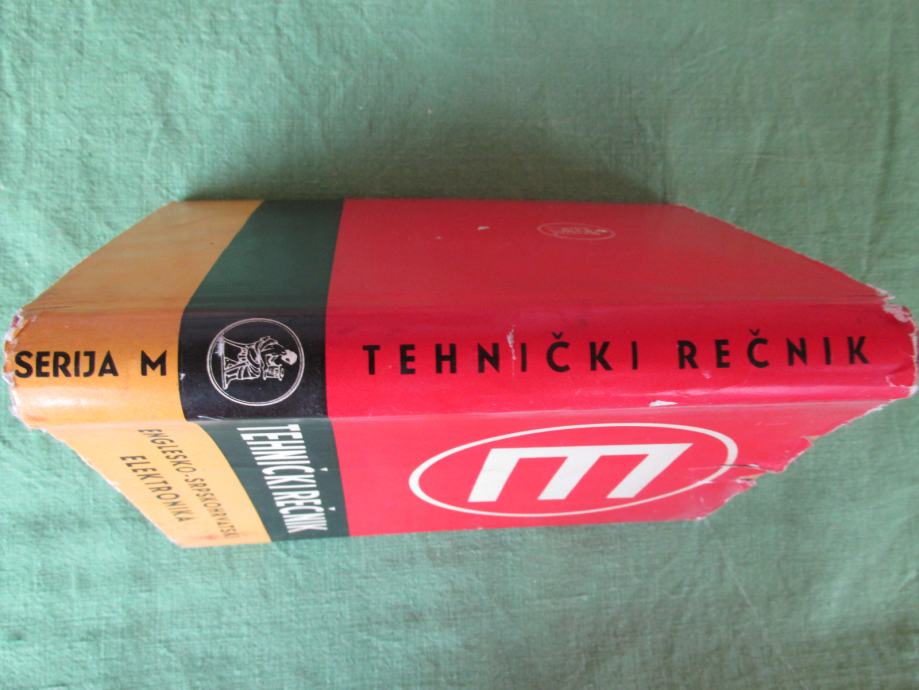 SERIJA M
TEHNIČKI REČNIK
E
TEHNIČKI REČNIK
ENGLESKO-SRPSKOHRVATSKI
ELEKTRONIKA